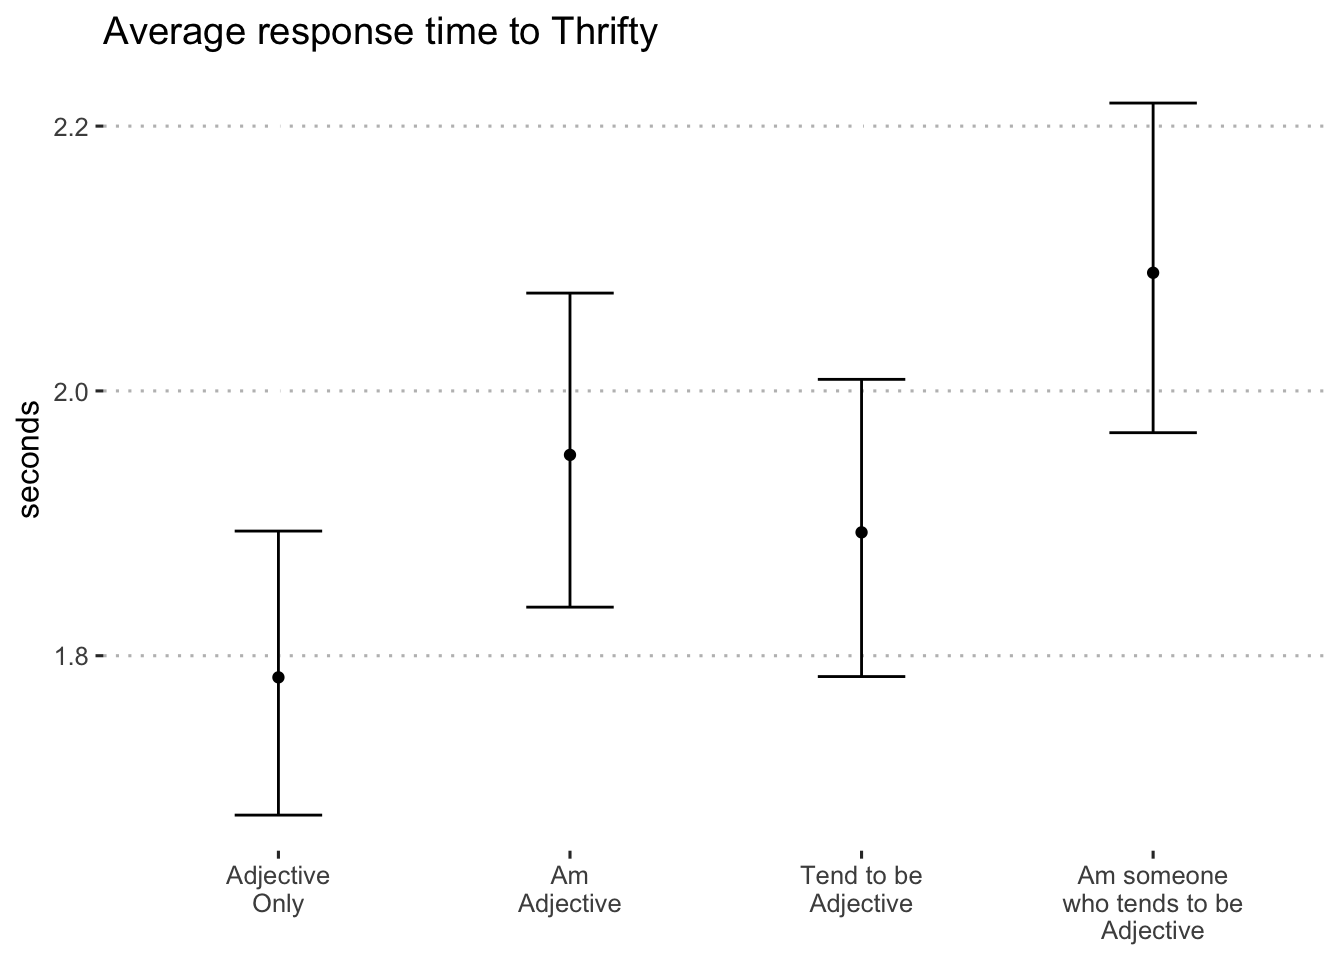 Average response time to Thrifty
seconds
2.2
2.0
1.8
Adjective
Only
Am
Adjective
Tend to be
Adjective
Am someone
who tends to be
Adjective